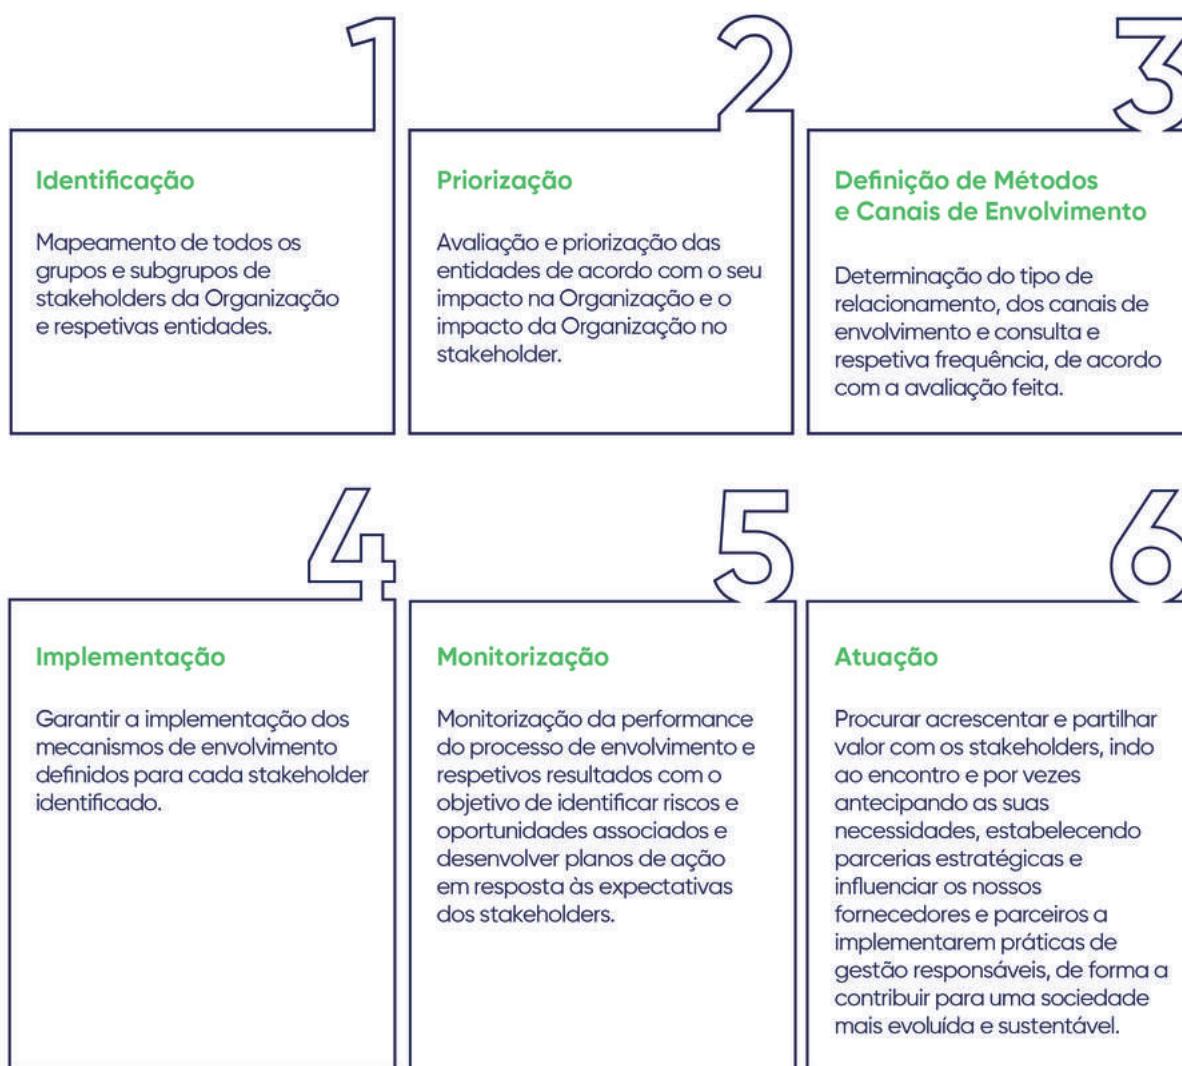 1
Identificação
Mapeamento de todos os
grupos e subgrupos de
stakeholders da Organização
e respetivas entidades.
2
Priorização
Avaliação e priorização das
entidades de acordo com o seu
impacto na Organização e o
impacto da Organização no
stakeholder.
3
Definição de Métodos
e Canais de Envolvimento
Determinação do tipo de
relacionamento, dos canais de
envolvimento e consulta e
respetiva frequência, de acordo
com a avaliação feita.
4
Implementação
Garantir a implementação dos
mecanismos de envolvimento
definidos para cada stakeholder
identificado.
5
Monitorização
Monitorização da performance
do processo de envolvimento e
respetivos resultados com o
objetivo de identificar riscos e
oportunidades associados e
desenvolver planos de ação
em resposta às expectativas
dos stakeholders.
6
Atuação
Procurar acrescentar e partilhar
valor com os stakeholders, indo
ao encontro e por vezes
antecipando as suas
necessidades, estabelecendo
parcerias estratégicas e
influenciar os nossos
fornecedores e parceiros a
implementarem práticas de
gestão responsáveis, de forma a
contribuir para uma sociedade
mais evoluída e sustentável.